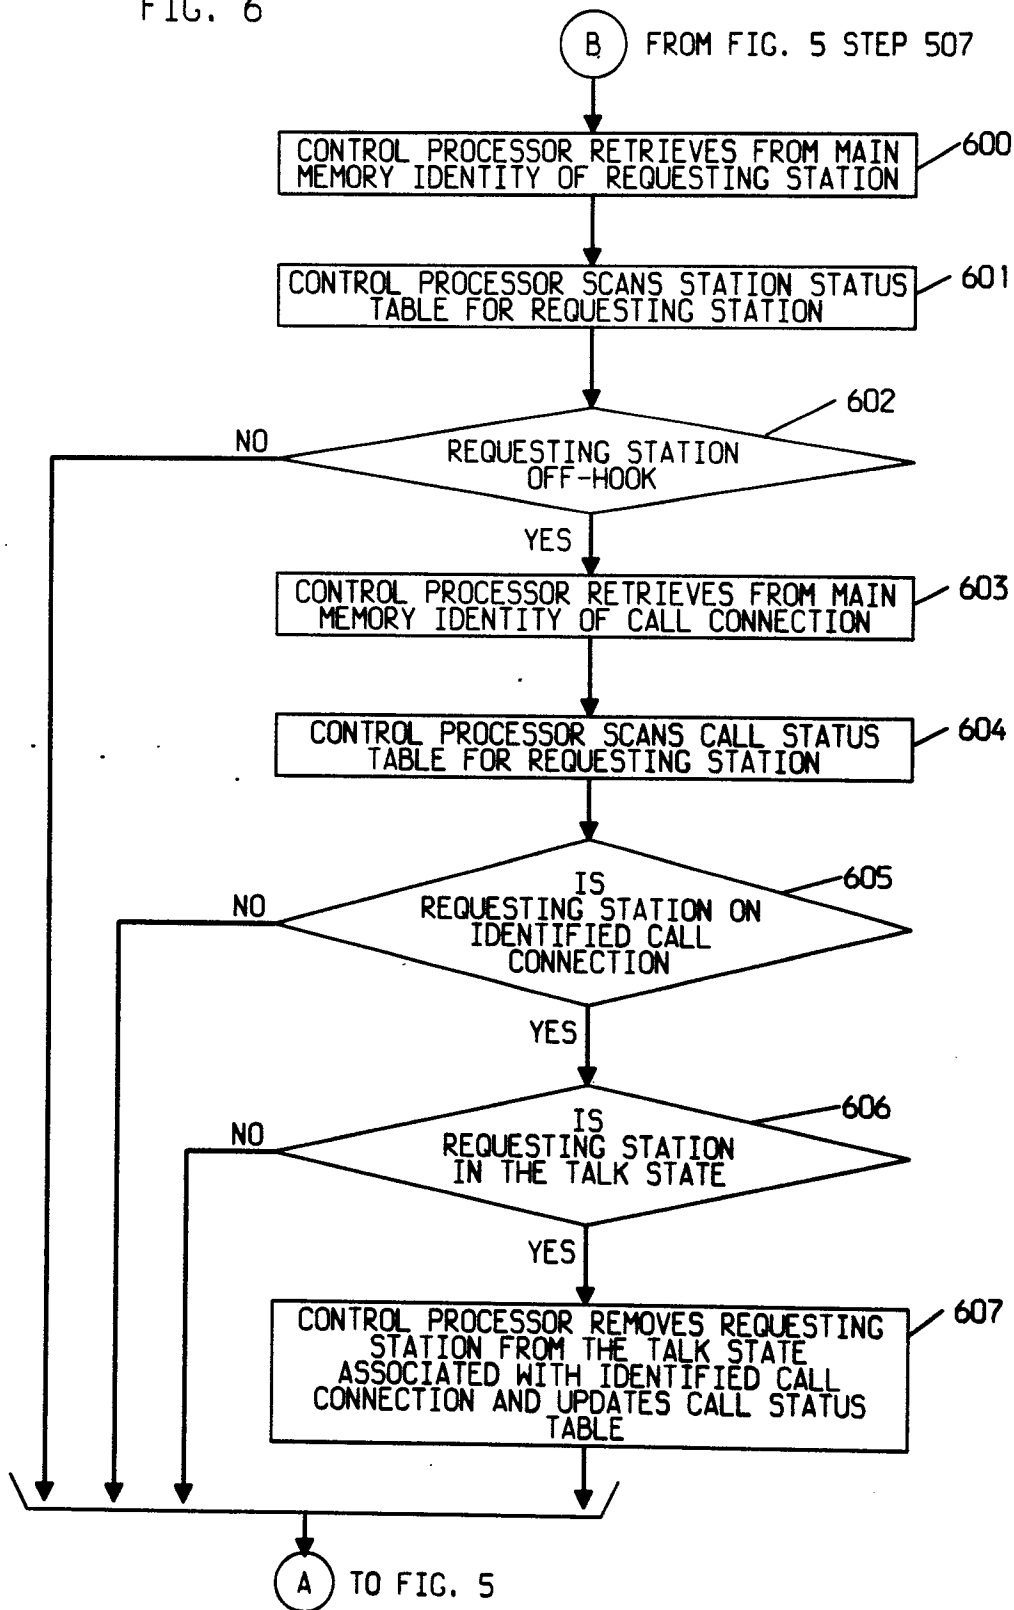 FIG. 6
B FROM FIG. 5 STEP 507
CONTROL PROCESSOR RETRIEVES FROM MAIN
MEMORY IDENTITY OF REQUESTING STATION
600
CONTROL PROCESSOR SCANS STATION STATUS
TABLE FOR REQUESTING STATION
601
602
NO
REQUESTING STATION
OFF-HOOK
YES
CONTROL PROCESSOR RETRIEVES FROM MAIN
MEMORY IDENTITY OF CALL CONNECTION
603
CONTROL PROCESSOR SCANS CALL STATUS
TABLE FOR REQUESTING STATION
604
605
NO
IS
REQUESTING STATION ON
IDENTIFIED CALL
CONNECTION
YES
606
NO
IS
REQUESTING STATION
IN THE TALK STATE
YES
CONTROL PROCESSOR REMOVES REQUESTING
STATION FROM THE TALK STATE
ASSOCIATED WITH IDENTIFIED CALL
CONNECTION AND UPDATES CALL STATUS
TABLE
607
A TO FIG. 5